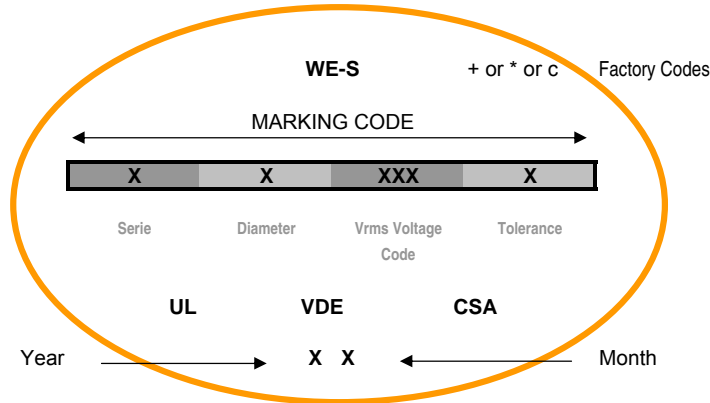 WE-S + or * or c Factory Codes
MARKING CODE
X X XXX X
Serie Diameter Vrms Voltage Tolerance
Code
UL VDE CSA
Year X X Month